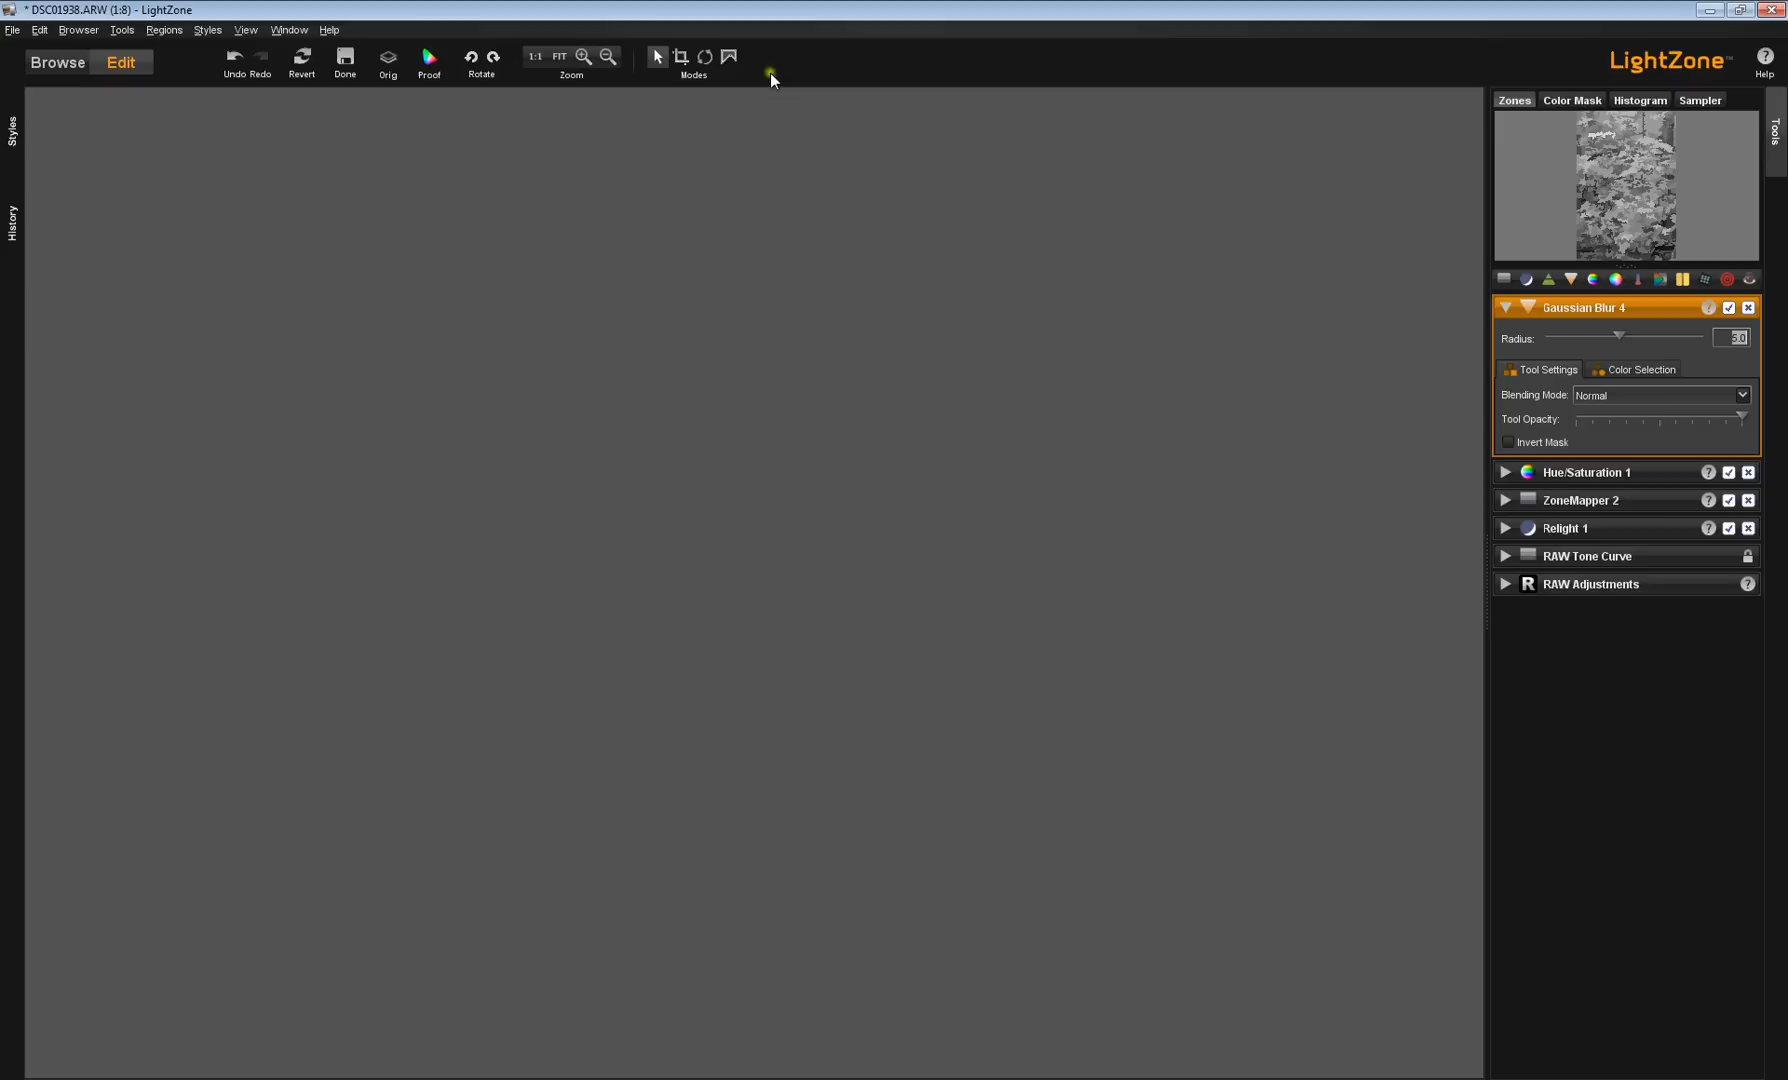 * DSC01938.ARW (1:8) - LightZone
File Edit Browser Tools Regions Styles View Window Help
Browse Edit
Undo Redo Revert Done Orig Proof Rotate
1:1 FIT
Zoom Modes
LightZone™
? Help
Styles
History
Zones Color Mask Histogram Sampler
Tools
Gaussian Blur 4 ?
Radius: 5.0
Tool Settings Color Selection
Blending Mode: Normal
Tool Opacity:
Invert Mask
Hue/Saturation 1 ?
ZoneMapper 2 ?
Relight 1 ?
RAW Tone Curve
R RAW Adjustments ?